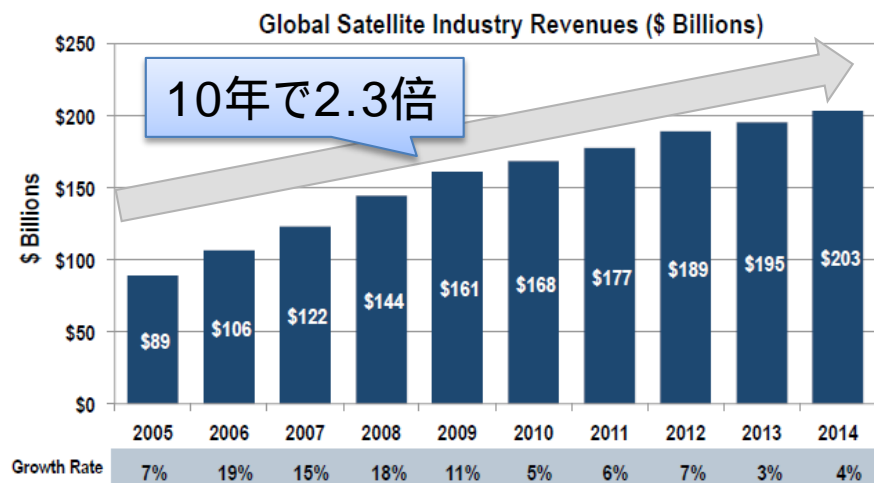 Global Satellite Industry Revenues ($ Billions)
10年で2.3倍
$ Billions
$250
$200
$150
$100
$50
$0
$89 $106 $122 $144 $161 $168 $177 $189 $195 $203
2005 2006 2007 2008 2009 2010 2011 2012 2013 2014
Growth Rate 7% 19% 15% 18% 11% 5% 6% 7% 3% 4%